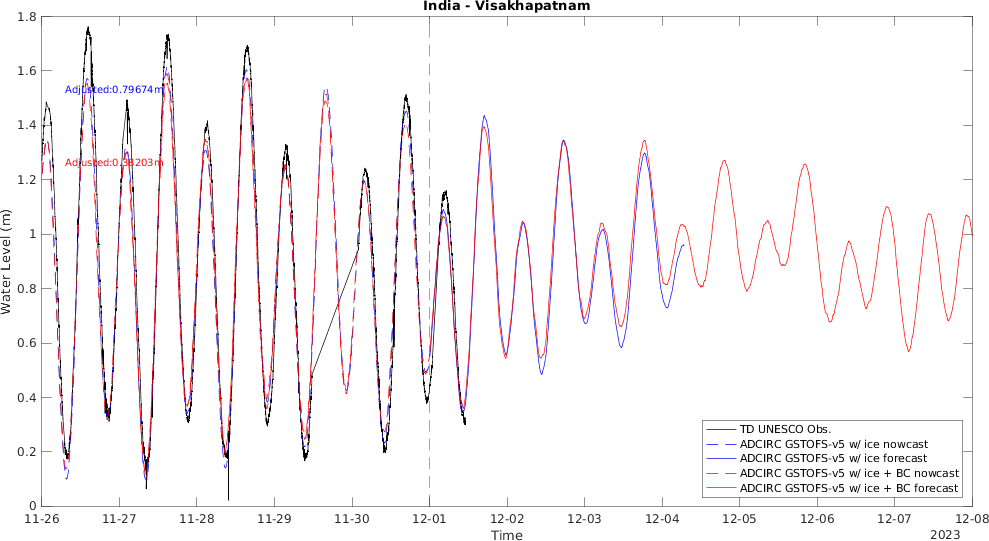 India - Visakhapatnam
1.8
1.6
1.4
1.2
1
0.8
0.6
0.4
0.2
0
Water Level (m)
Adjusted:0.79674m
Adjusted:0.38203m
TD UNESCO Obs.
ADCIRC GSTOFS-v5 w/ ice nowcast
ADCIRC GSTOFS-v5 w/ ice forecast
ADCIRC GSTOFS-v5 w/ ice + BC nowcast
ADCIRC GSTOFS-v5 w/ ice + BC forecast
11-26 11-27 11-28 11-29 11-30 12-01 12-02 12-03 12-04 12-05 12-06 12-07 12-08
Time
2023